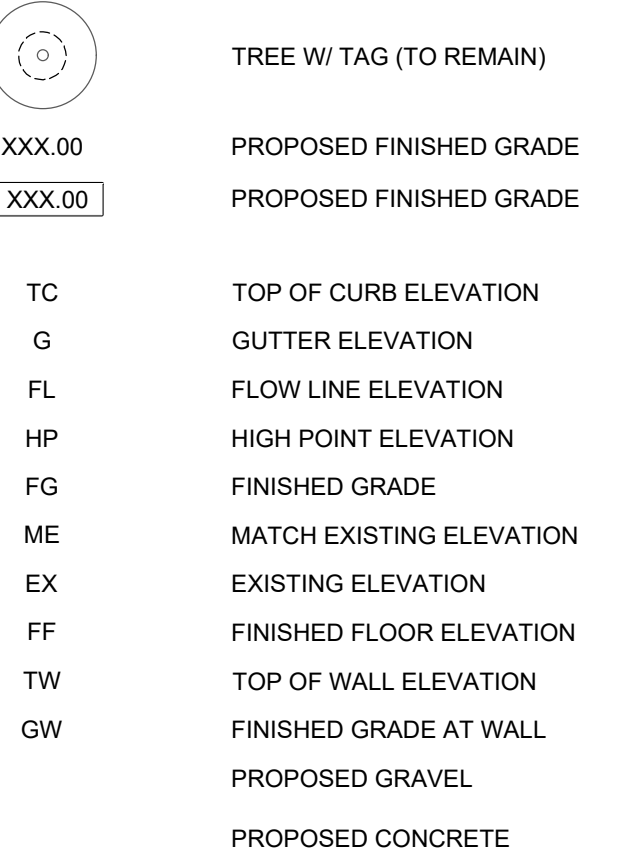 TREE W/ TAG (TO REMAIN)
XXX.00 PROPOSED FINISHED GRADE
XXX.00 PROPOSED FINISHED GRADE
TC TOP OF CURB ELEVATION
G GUTTER ELEVATION
FL FLOW LINE ELEVATION
HP HIGH POINT ELEVATION
FG FINISHED GRADE
ME MATCH EXISTING ELEVATION
EX EXISTING ELEVATION
FF FINISHED FLOOR ELEVATION
TW TOP OF WALL ELEVATION
GW FINISHED GRADE AT WALL
PROPOSED GRAVEL
PROPOSED CONCRETE